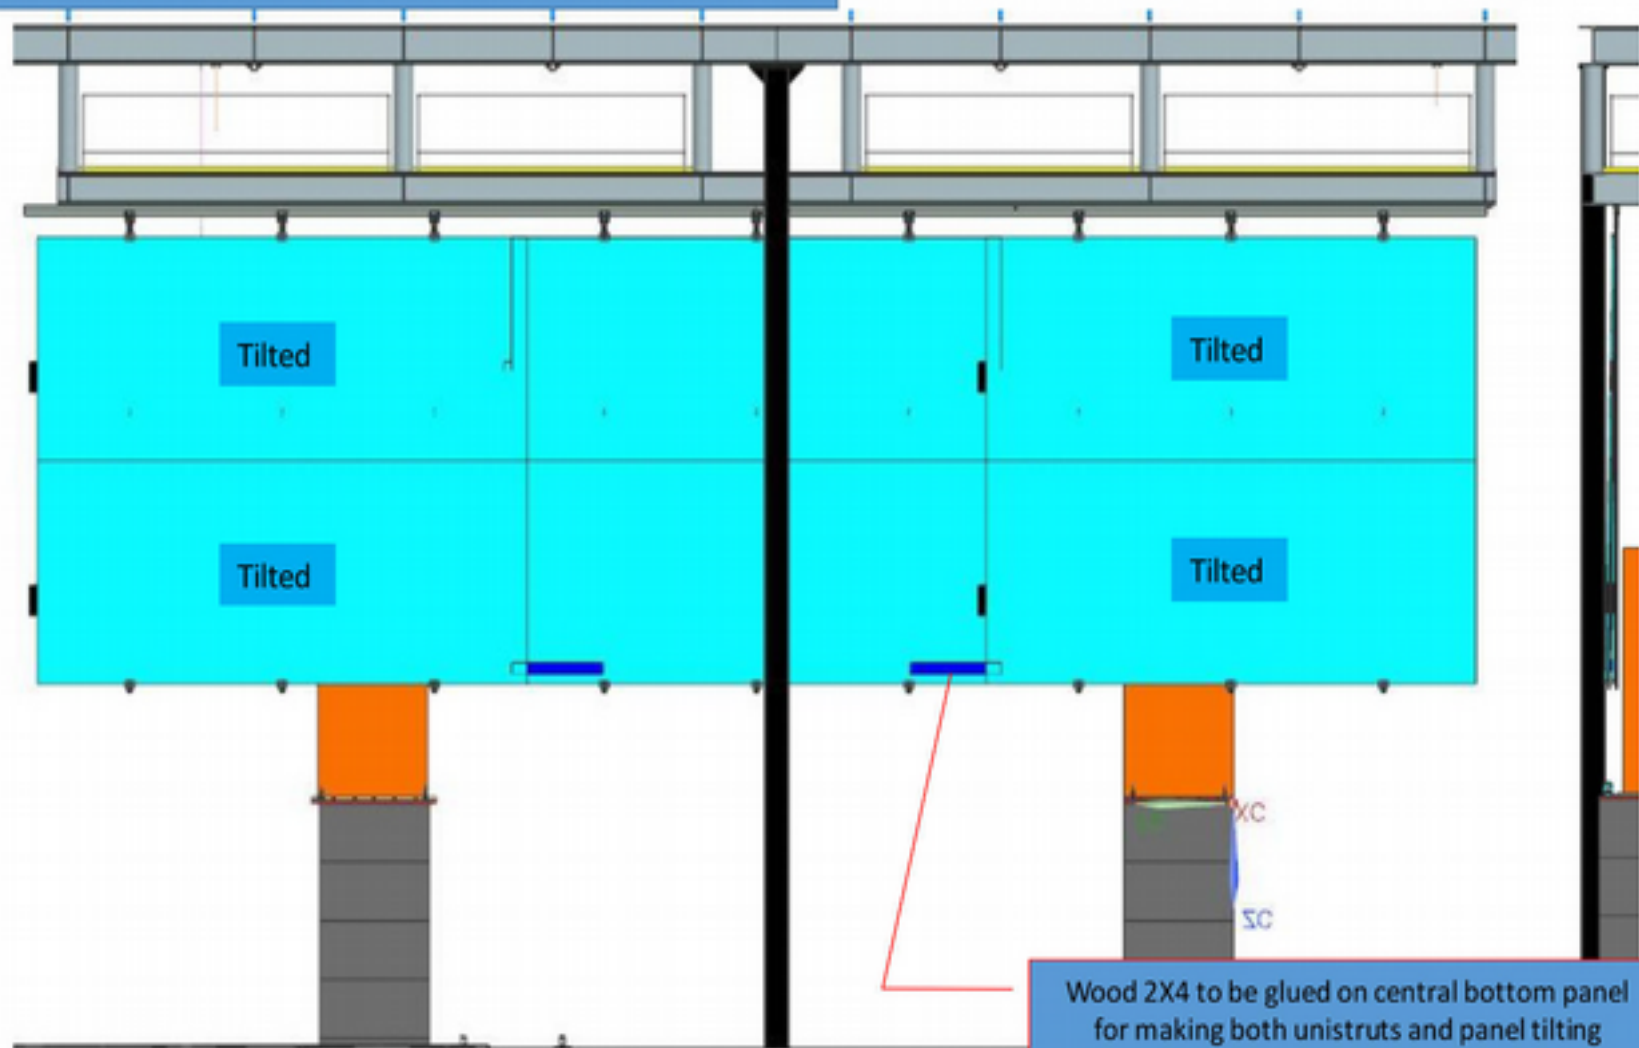 Tilted
Tilted
Tilted
Tilted
XC
ZC
Wood 2X4 to be glued on central bottom panel
for making both unistruts and panel tilting